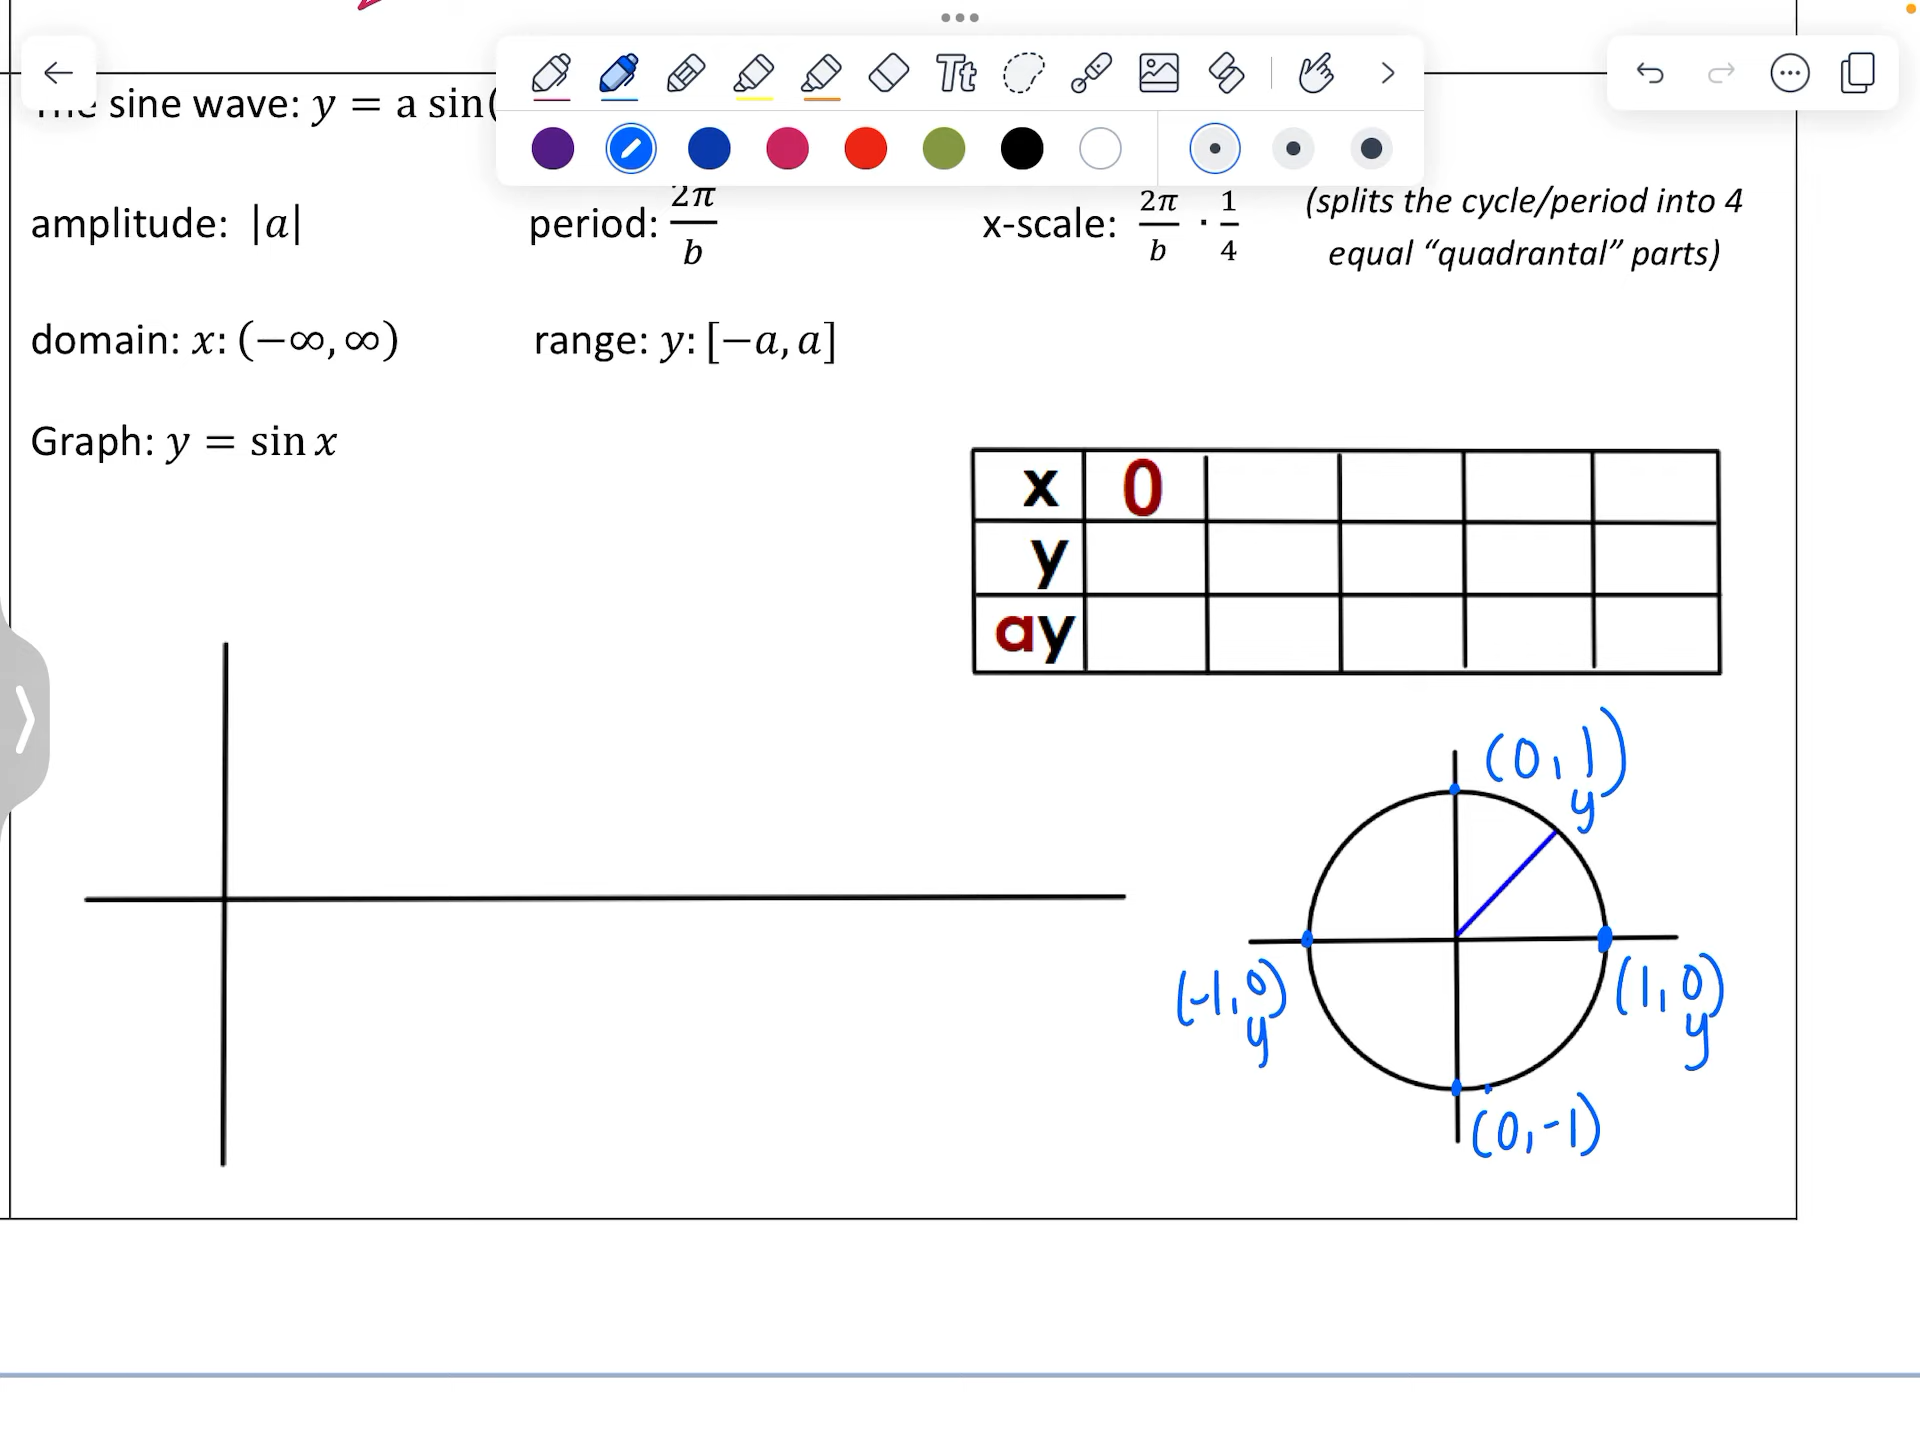 sine wave: y = a sin(
amplitude: |a|
period: 2π/b
x-scale: 2π/b · 1/4
(splits the cycle/period into 4
equal “quadrantal” parts)
domain: x: (−∞, ∞)
range: y: [−a, a]
Graph: y = sin x
x 0
y
ay
Tt
(0, 1)
y
(-1, 0)
y
(1, 0)
y
(0, -1)